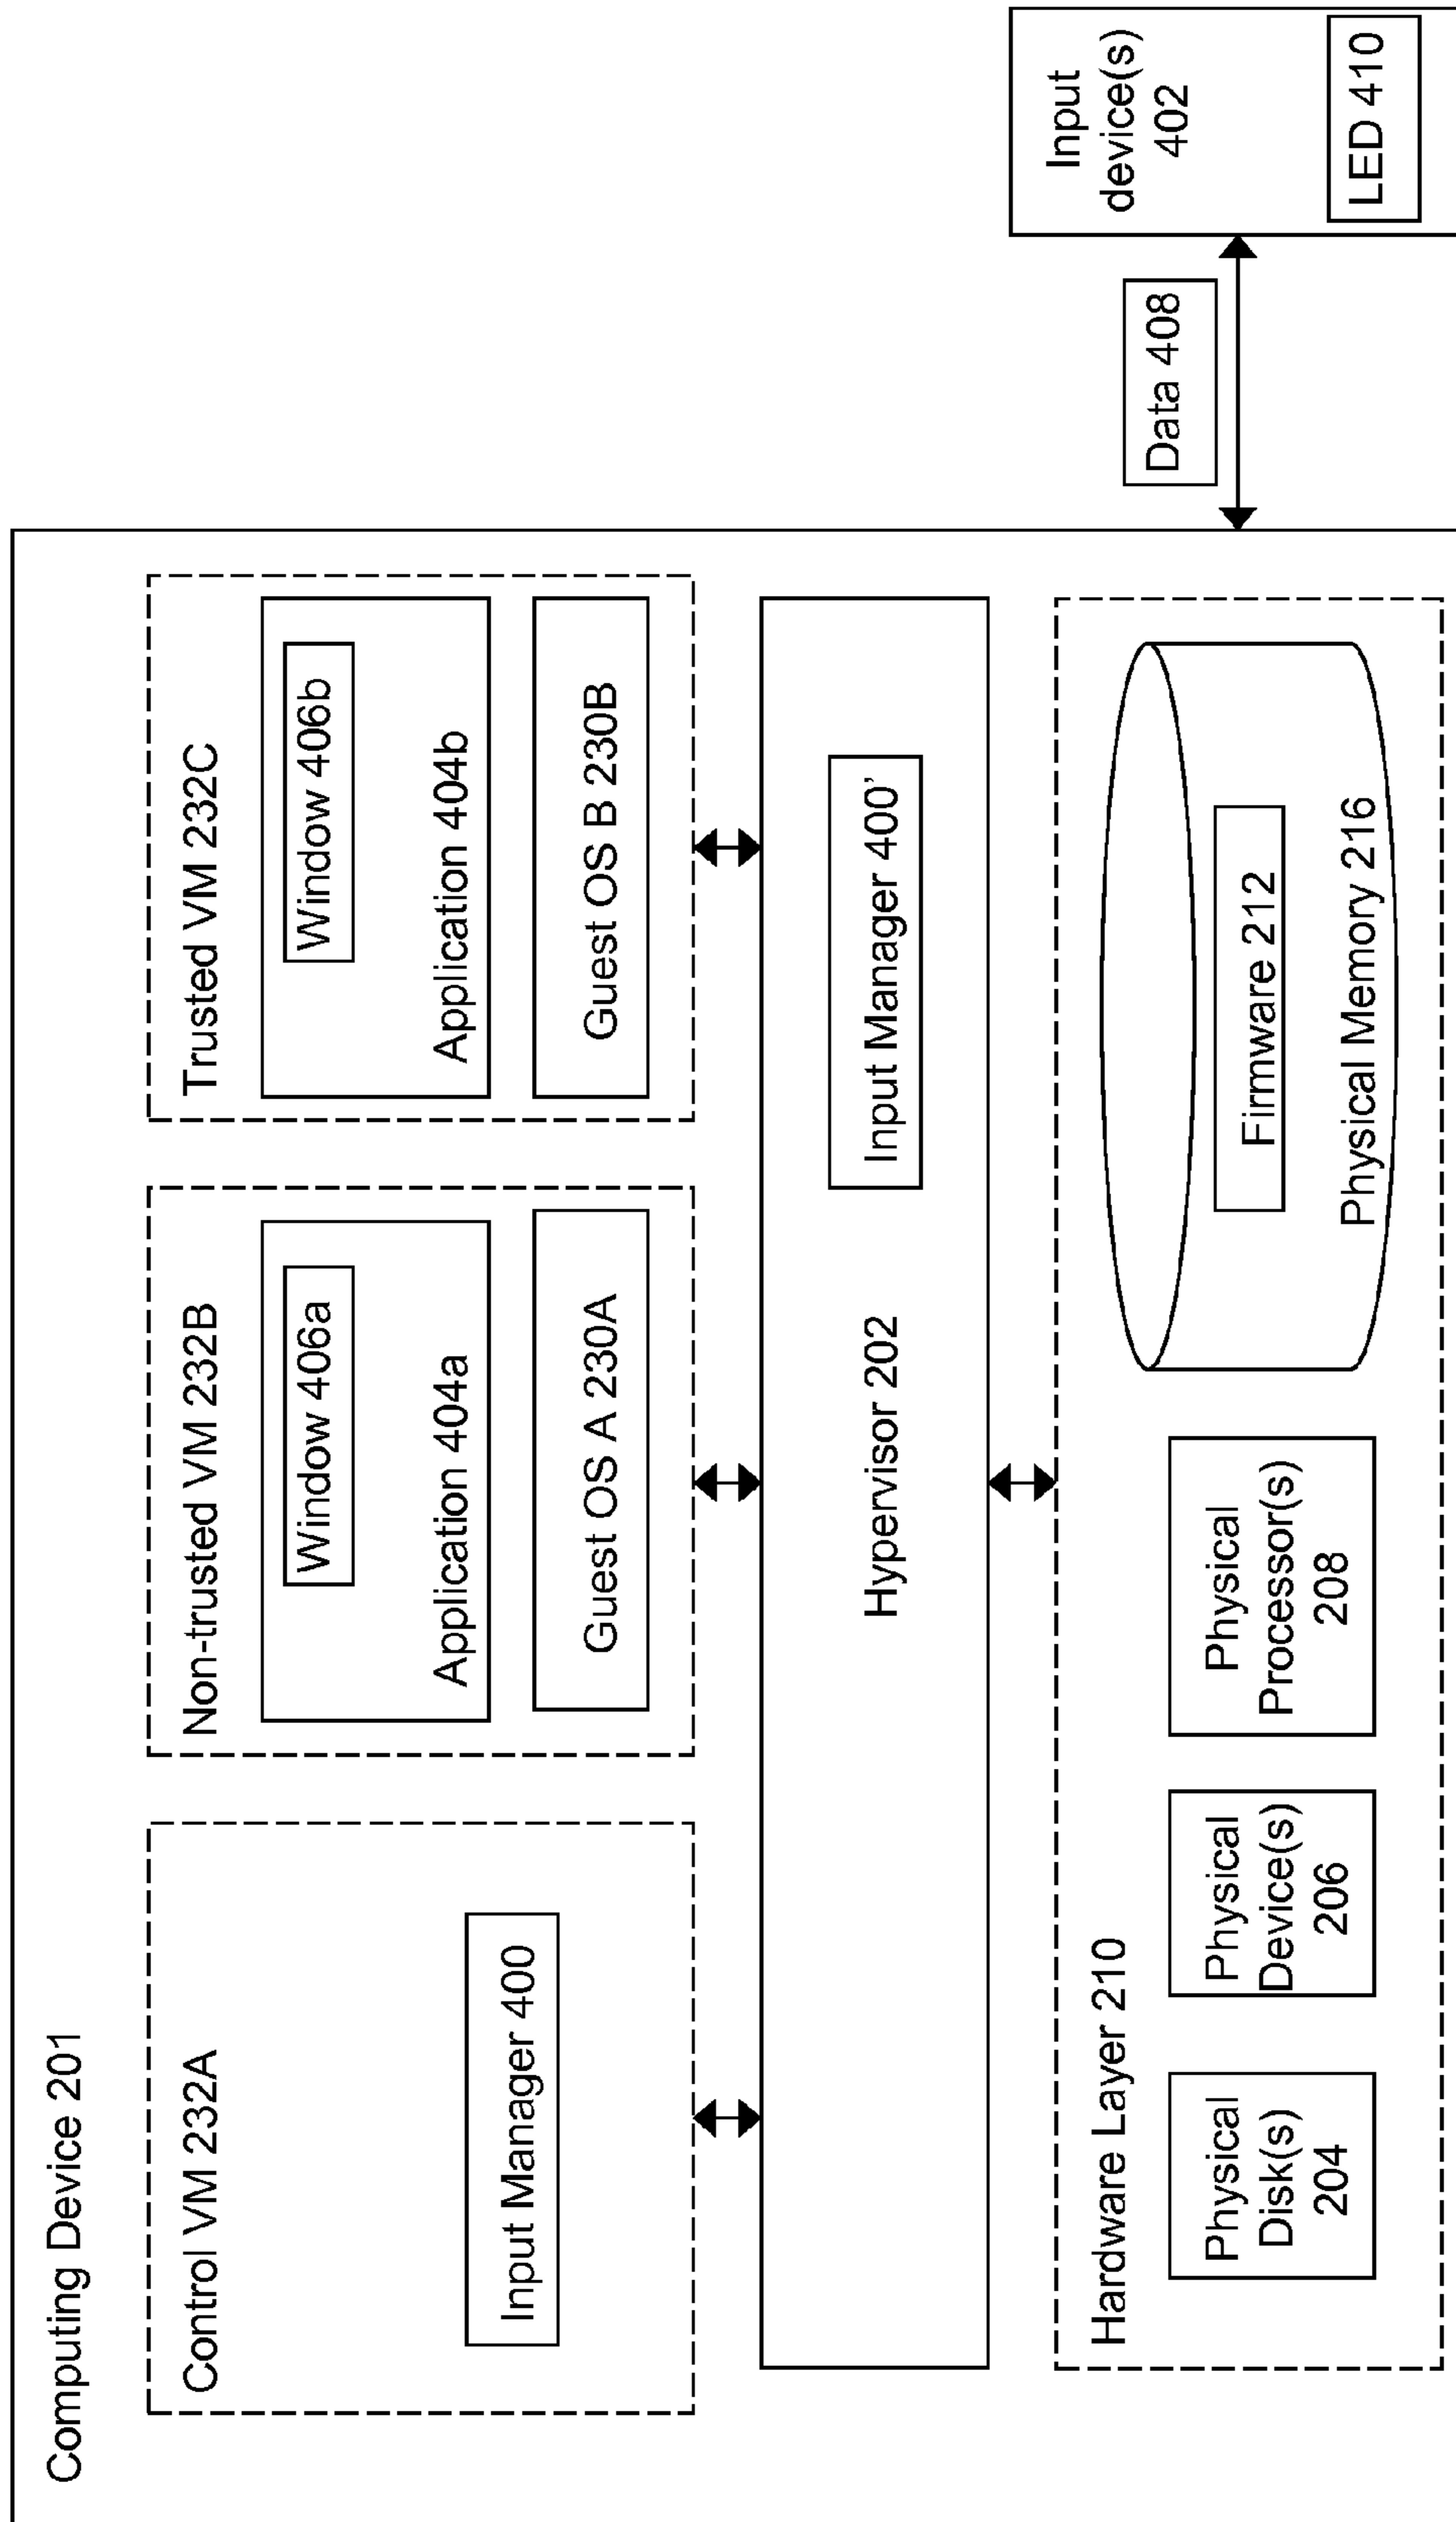 Computing Device 201
Control VM 232A
Input Manager 400
Non-trusted VM 232B
Window 406a
Application 404a
Guest OS A 230A
Trusted VM 232C
Window 406b
Application 404b
Guest OS B 230B
Hypervisor 202
Input Manager 400’
Hardware Layer 210
Physical
Disk(s)
204
Physical
Device(s)
206
Physical
Processor(s)
208
Firmware 212
Physical Memory 216
Data 408
Input
device(s)
402
LED 410